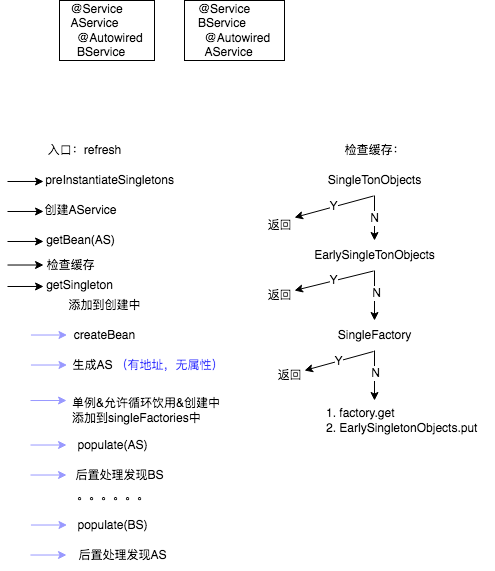 @Service
AService
@Autowired
BService
@Service
BService
@Autowired
AService
入口：refresh
preInstantiateSingletons
创建AService
getBean(AS)
检查缓存
getSingleton
添加到创建中
createBean
生成AS（有地址，无属性）
单例&允许循环饮用&创建中
添加到singleFactories中
populate(AS)
后置处理发现BS
。。。。。。
populate(BS)
后置处理发现AS
检查缓存：
SingleTonObjects
Y
N
返回
EarlySingleTonObjects
Y
N
返回
SingleFactory
Y
N
返回
1. factory.get
2. EarlySingletonObjects.put